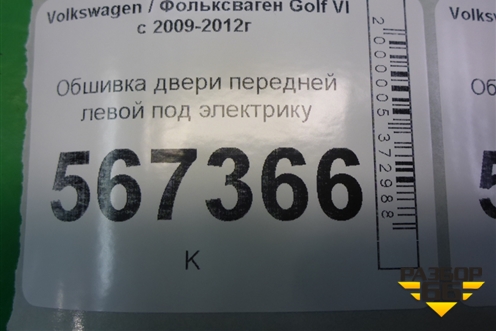 Volkswagen / Фольксваген Golf VI
с 2009-2012г
Обшивка двери передней
левой под электрику
567366
К
2000005372988
Volksw
Об
5
РАЗБОР